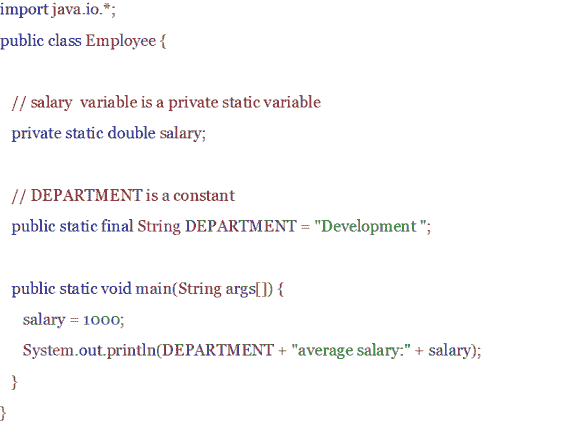 import java.io.*;
public class Employee {
// salary  variable is a private static variable
private static double salary;
// DEPARTMENT is a constant
public static final String DEPARTMENT = "Development ";
public static void main(String args[]) {
salary = 1000;
System.out.println(DEPARTMENT + "average salary:" + salary);
}
}